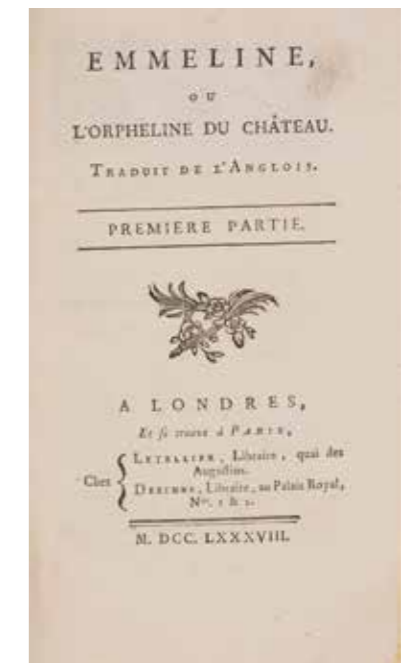 EMMELINE,
OU
L'ORPHELINE DU CHÂTEAU.
TRADUIT DE L'ANGLOIS.
PREMIERE PARTIE.
A LONDRES,
Et se trouve à PARIS,
Chez { LETELLIER, Libraire, quai des
Augustins.
DESENNE, Libraire, au Palais Royal,
Nos. 1 & 2.
M. DCC. LXXXVIII.